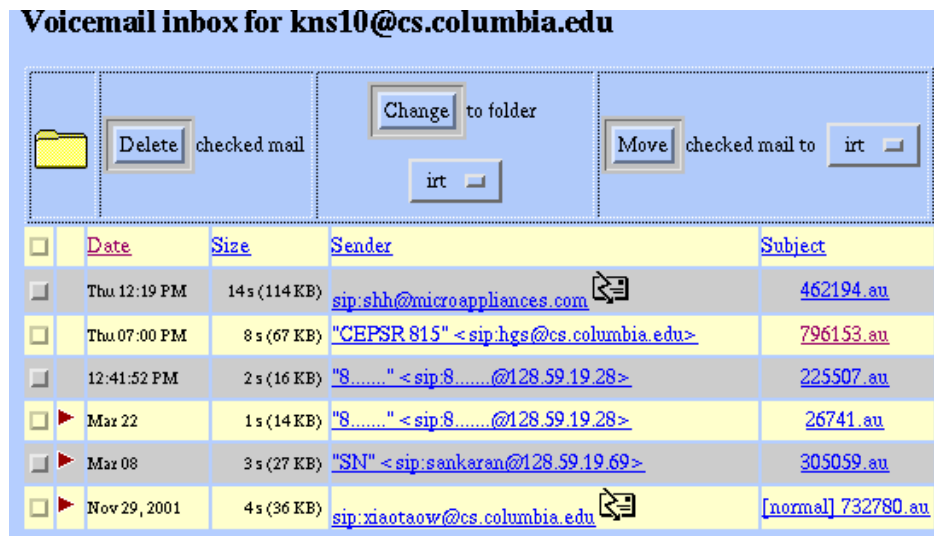 Voicemail inbox for kns10@cs.columbia.edu
Delete checked mail
Change to folder
irt
Move checked mail to irt
Date Size Sender Subject
Thu 12:19 PM 14 s (114 KB) sip:shh@microappliances.com 462194.au
Thu 07:00 PM 8 s (67 KB) "CEPSR 815" <sip:hgs@cs.columbia.edu> 796153.au
12:41:52 PM 2 s (16 KB) "8......." <sip:8.......@128.59.19.28> 225507.au
Mar 22 1 s (14 KB) "8......." <sip:8.......@128.59.19.28> 26741.au
Mar 08 3 s (27 KB) "SN" <sip:sankaran@128.59.19.69> 305059.au
Nov 29, 2001 4 s (36 KB) sip:xiaotaow@cs.columbia.edu [normal] 732780.au